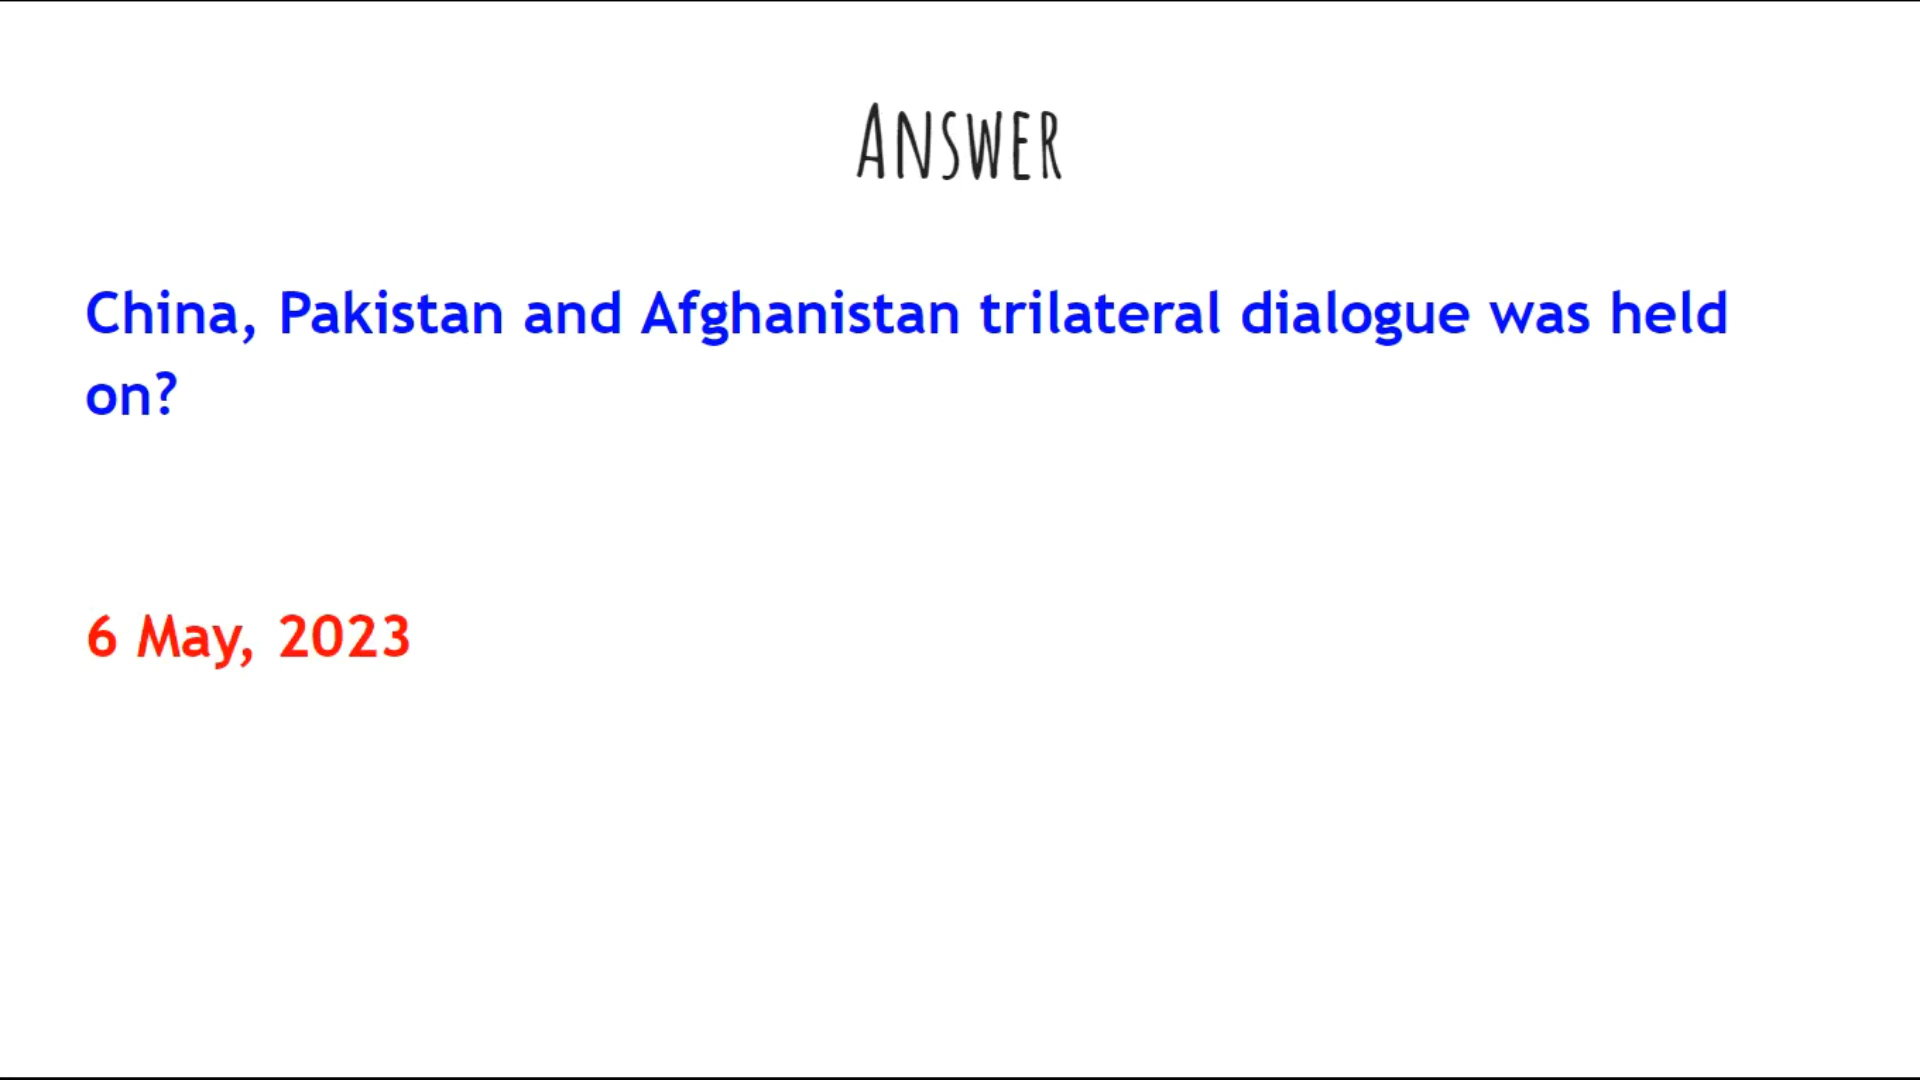 ANSWER
China, Pakistan and Afghanistan trilateral dialogue was held
on?
6 May, 2023